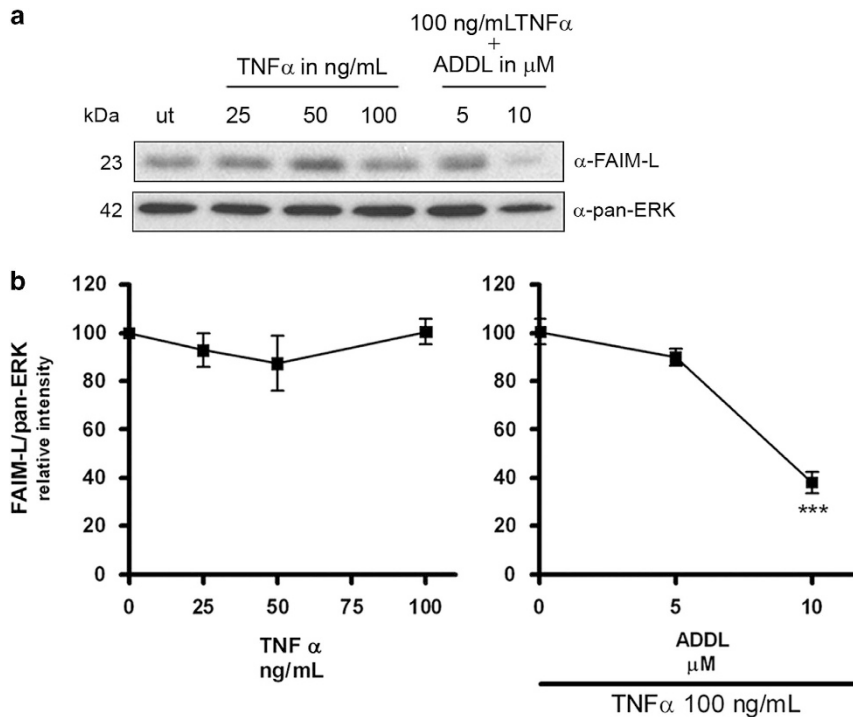 a
100 ng/mLTNFα
+
TNFα in ng/mL ADDL in μM
kDa ut 25 50 100 5 10
23 α-FAIM-L
42 α-pan-ERK
b
FAIM-L/pan-ERK
relative intensity
120
100
80
60
40
20
0
0 25 50 75 100
TNF α
ng/mL
120
100
80
60
40
20
0
***
0 5 10
ADDL
μM
TNFα 100 ng/mL